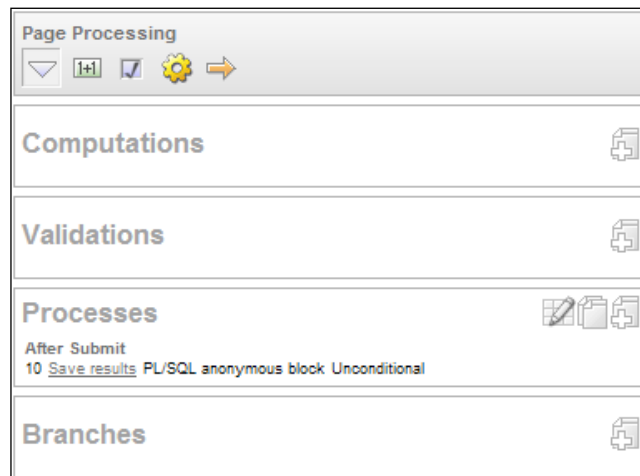 Page Processing
1+1
Computations
Validations
Processes
After Submit
10 Save results PL/SQL anonymous block Unconditional
Branches